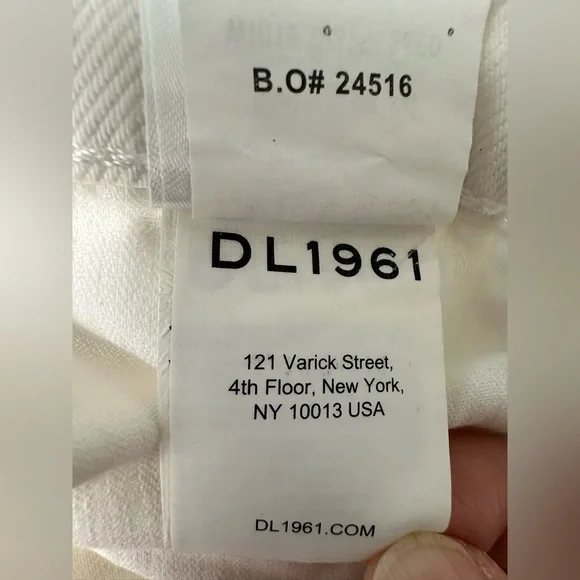 B.O# 24516
DL1961
121 Varick Street,
4th Floor, New York,
NY 10013 USA
DL1961.COM